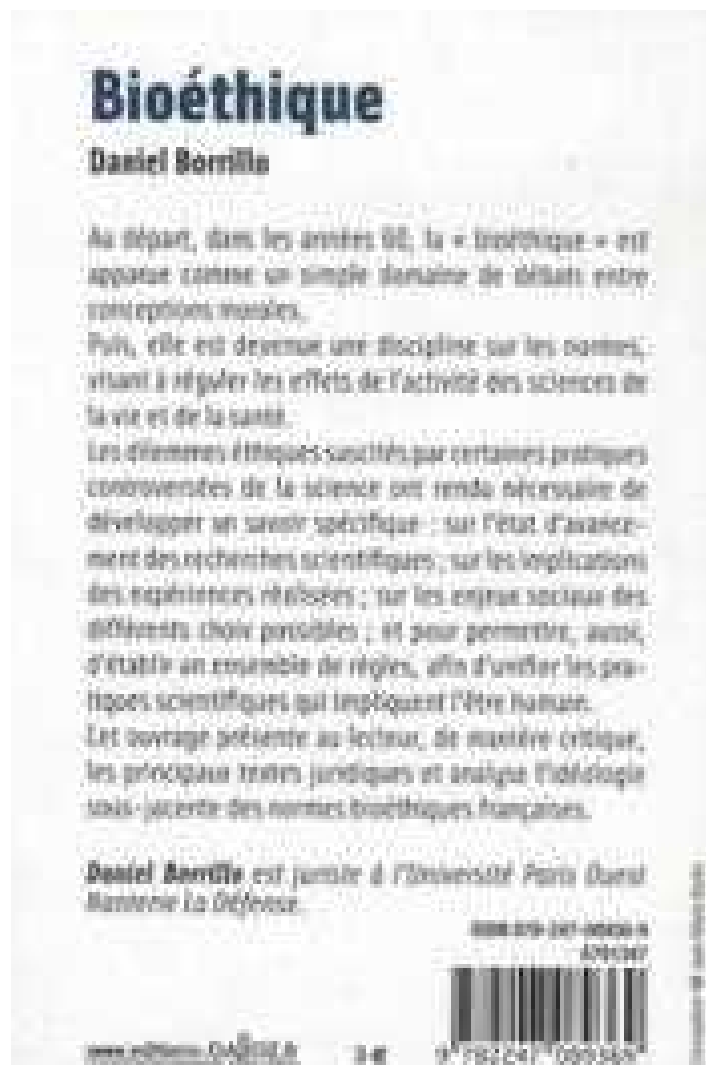 Bioéthique
Daniel Borrillo
Au départ, dans les années 60, la « bioéthique » est
apparue comme un simple domaine de débats entre
conceptions morales.
Puis, elle est devenue une discipline sur les normes,
visant à réguler les effets de l'activité des sciences de
la vie et de la santé.
Les dilemmes éthiques suscités par certaines pratiques
controversées de la science ont rendu nécessaire de
développer un savoir spécifique : sur l'état d'avance-
ment des recherches scientifiques ; sur les implications
des expériences réalisées ; sur les enjeux sociaux des
différents choix possibles ; et pour permettre, aussi,
d'établir un ensemble de règles, afin d'unifier les pra-
tiques scientifiques qui impliquent l'être humain.
Cet ouvrage présente au lecteur, de manière critique,
les principaux textes juridiques et analyse l'idéologie
sous-jacente des normes bioéthiques françaises.
Daniel Borrillo est juriste à l'Université Paris Ouest
Nanterre La Défense.
3 €